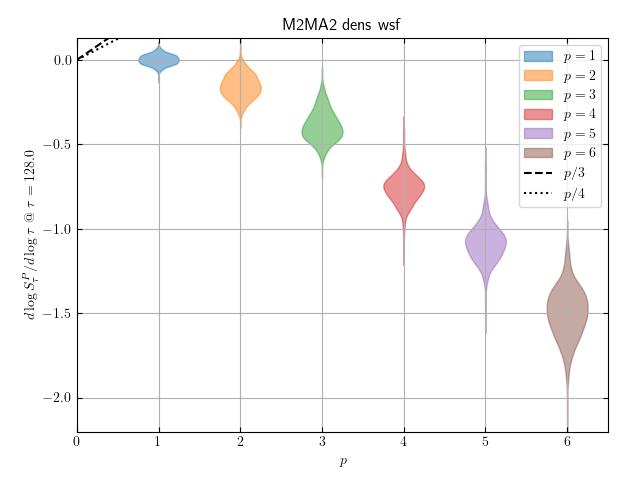 M2MA2 dens wsf
d log S_τ^P / d log τ @ τ = 128.0
0.0
−0.5
−1.0
−1.5
−2.0
0 1 2 3 4 5 6
p
p = 1
p = 2
p = 3
p = 4
p = 5
p = 6
p/3
p/4